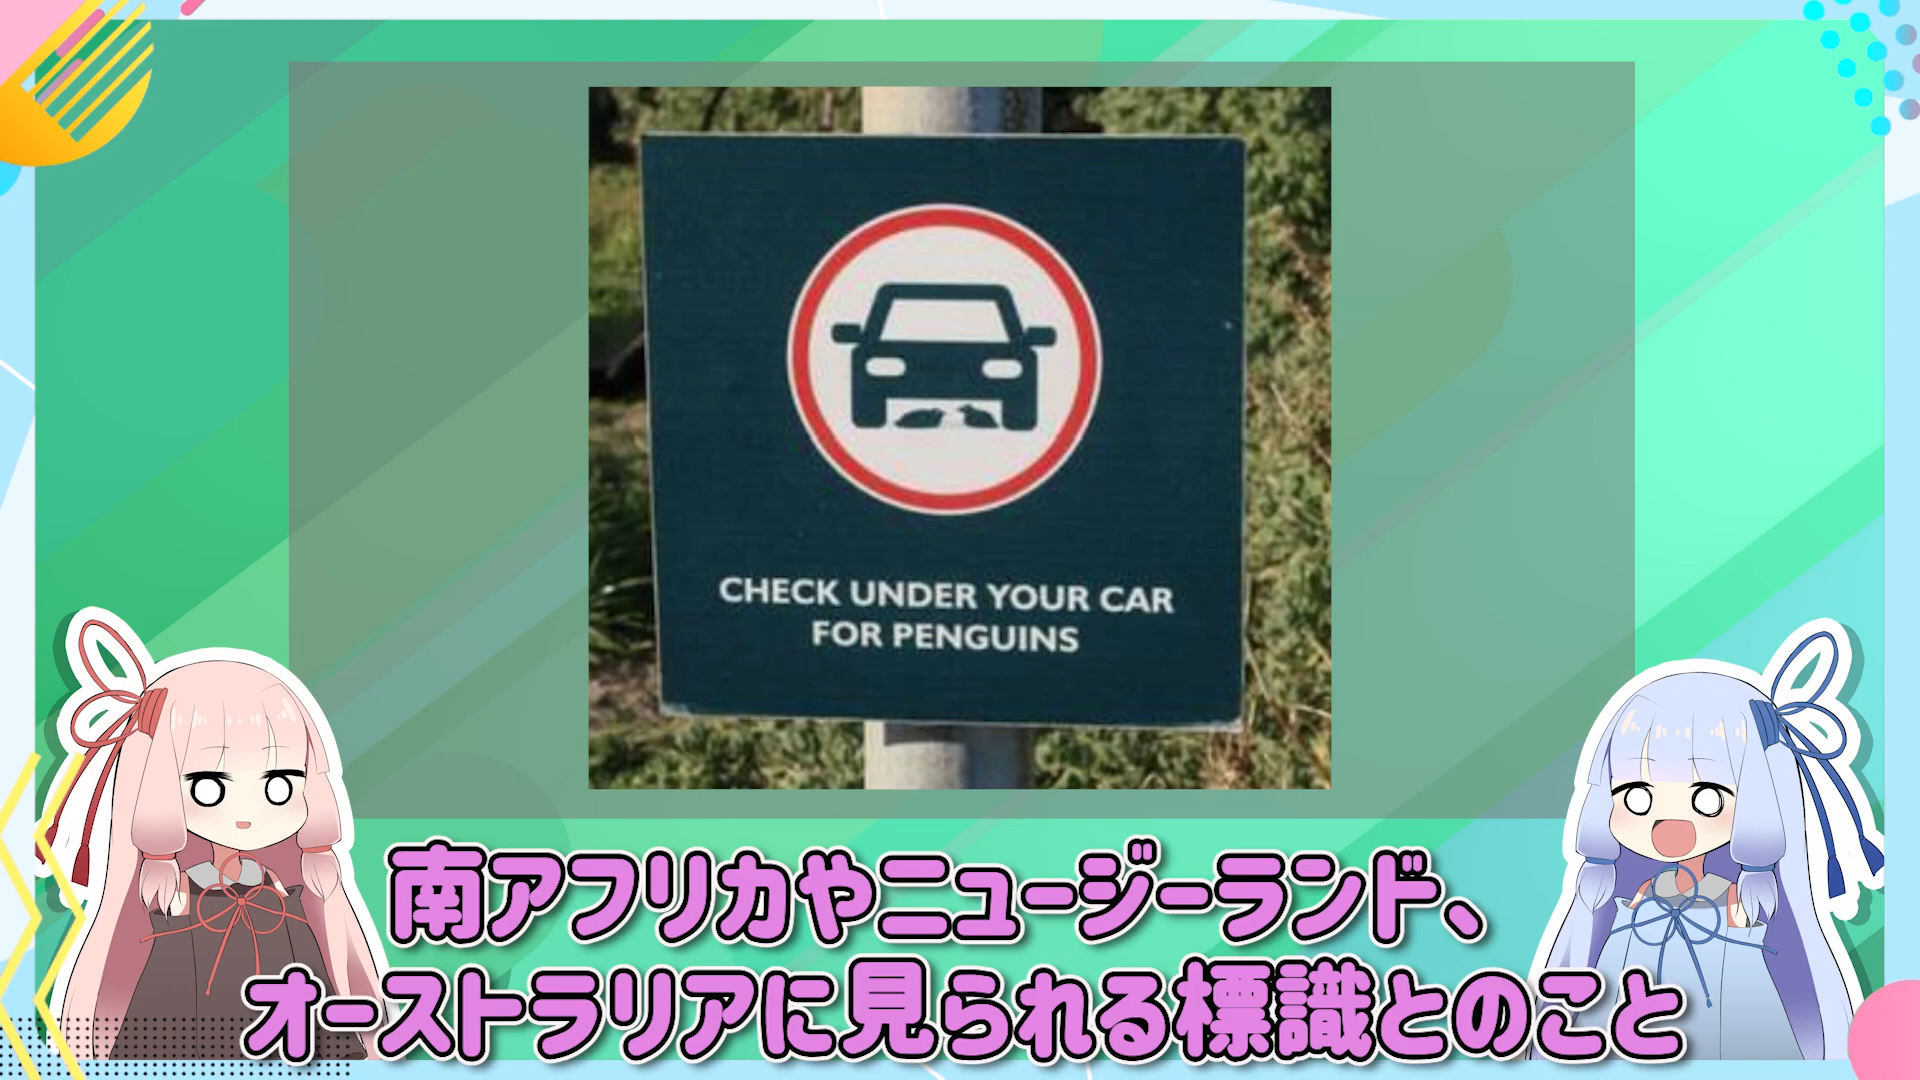 CHECK UNDER YOUR CAR
FOR PENGUINS
南アフリカやニュージーランド、
オーストラリアに見られる標識とのこと